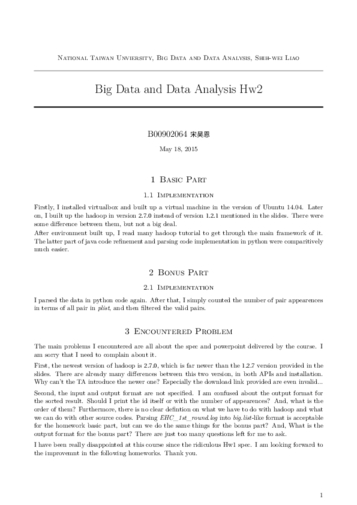 National Taiwan Unviersity, Big Data and Data Analysis, Shih-wei Liao
Big Data and Data Analysis Hw2
B00902064 宋昊恩
May 18, 2015
1 Basic Part
1.1 Implementation
Firstly, I installed virtualbox and built up a virtual machine in the version of Ubuntu 14.04. Later
on, I built up the hadoop in version 2.7.0 instead of version 1.2.1 mentioned in the slides. There were
some difference between them, but not a big deal.
After environment built up, I read many hadoop tutorial to get through the main framework of it.
The latter part of java code refinement and parsing code implementation in python were comparitively
much easier.
2 Bonus Part
2.1 Implementation
I parsed the data in python code again. After that, I simply counted the number of pair appearences
in terms of all pair in plist, and then filtered the valid pairs.
3 Encountered Problem
The main problems I encountered are all about the spec and powerpoint delivered by the course. I
am sorry that I need to complain about it.
First, the newest version of hadoop is 2.7.0, which is far newer than the 1.2.7 version provided in the
slides. There are already many differences between this two version, in both APIs and installation.
Why can't the TA introduce the newer one? Especially the download link provided are even invalid...
Second, the input and output format are not specified. I am confused about the output format for
the sorted result. Should I print the id itself or with the number of appearences? And, what is the
order of them? Furthermore, there is no clear defintion on what we have to do with hadoop and what
we can do with other source codes. Parsing ERC_1st_round.log into big.list-like format is acceptable
for the homework basic part, but can we do the same things for the bonus part? And, What is the
output format for the bonus part? There are just too many questions left for me to ask.
I have been really disappointed at this course since the ridiculous Hw1 spec. I am looking forward to
the improvemnt in the following homeworks. Thank you.
1